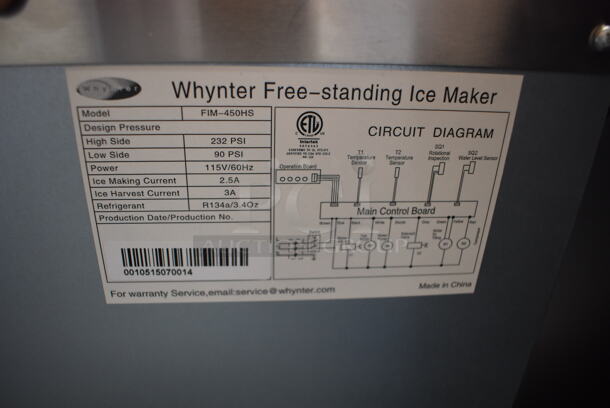 WHYNTER
Whynter Free-standing Ice Maker
Model FIM-450HS
Design Pressure
High Side 232 PSI
Low Side 90 PSI
Power 115V/60Hz
Ice Making Current 2.5A
Ice Harvest Current 3A
Refrigerant R134a/3.4Oz
Production Date/Production No.
0010515070014
ETL
Intertek
CIRCUIT DIAGRAM
Operation Board
T1 Temperature Sensor
T2 Temperature Sensor
SQ1 Rotational Inspection
SQ2 Water Level Sensor
Main Control Board
For warranty Service,email:service@whynter.com
Made in China